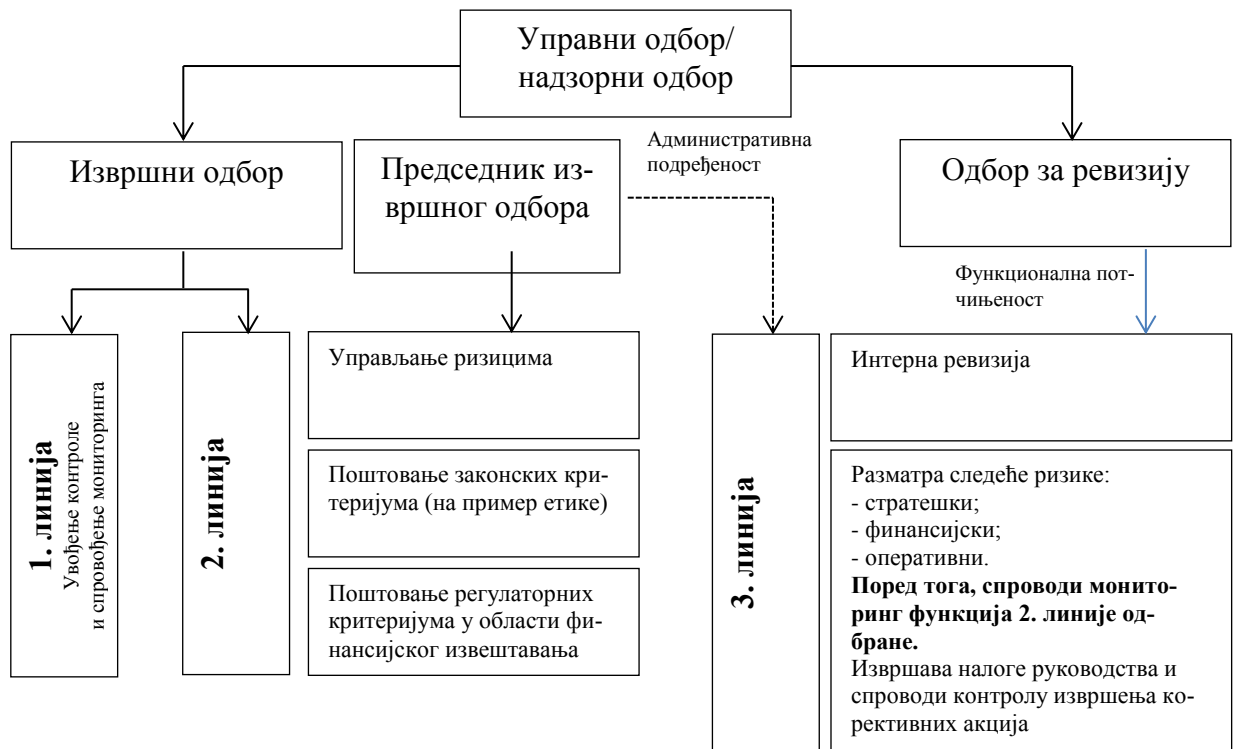 Управни одбор/
надзорни одбор
Извршни одбор
Председник из-
вршног одбора
Административна
подређеност
Одбор за ревизију
Функционална пот-
чињеност
1. линија
Увођење контроле
и спровођење мониторинга
2. линија
Управљање ризицима
Поштовање законских кри-
теријума (на пример етике)
Поштовање регулаторних
критеријума у области фи-
нансијског извештавања
3. линија
Интерна ревизија
Разматра следеће ризике:
- стратешки;
- финансијски;
- оперативни.
Поред тога, спроводи монито-
ринг функција 2. линије од-
бране.
Извршава налоге руководства и
спроводи контролу извршења ко-
рективних акција